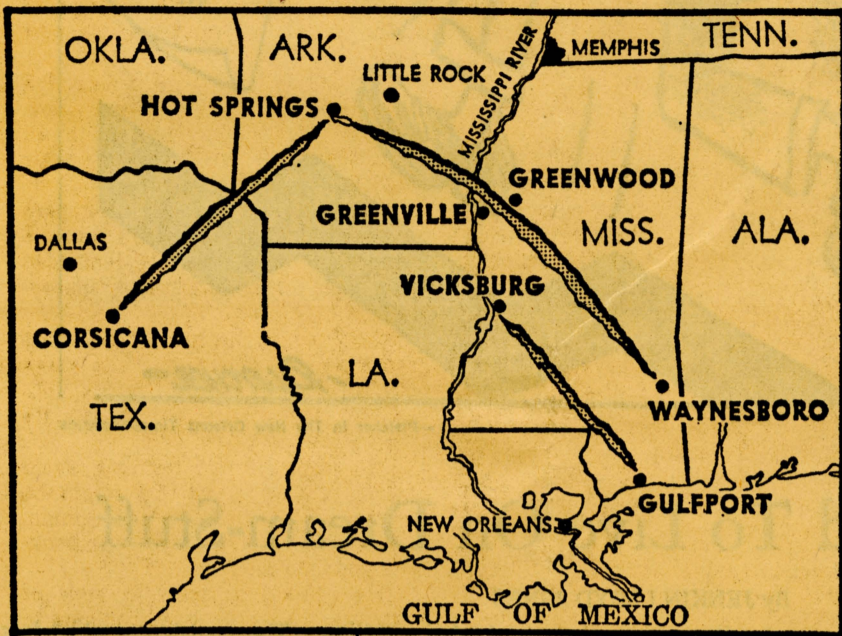 OKLA.
ARK.
TENN.
MEMPHIS
LITTLE ROCK
HOT SPRINGS
MISSISSIPPI RIVER
GREENWOOD
GREENVILLE
MISS.
ALA.
DALLAS
VICKSBURG
CORSICANA
LA.
TEX.
WAYNESBORO
GULFPORT
NEW ORLEANS
GULF OF MEXICO